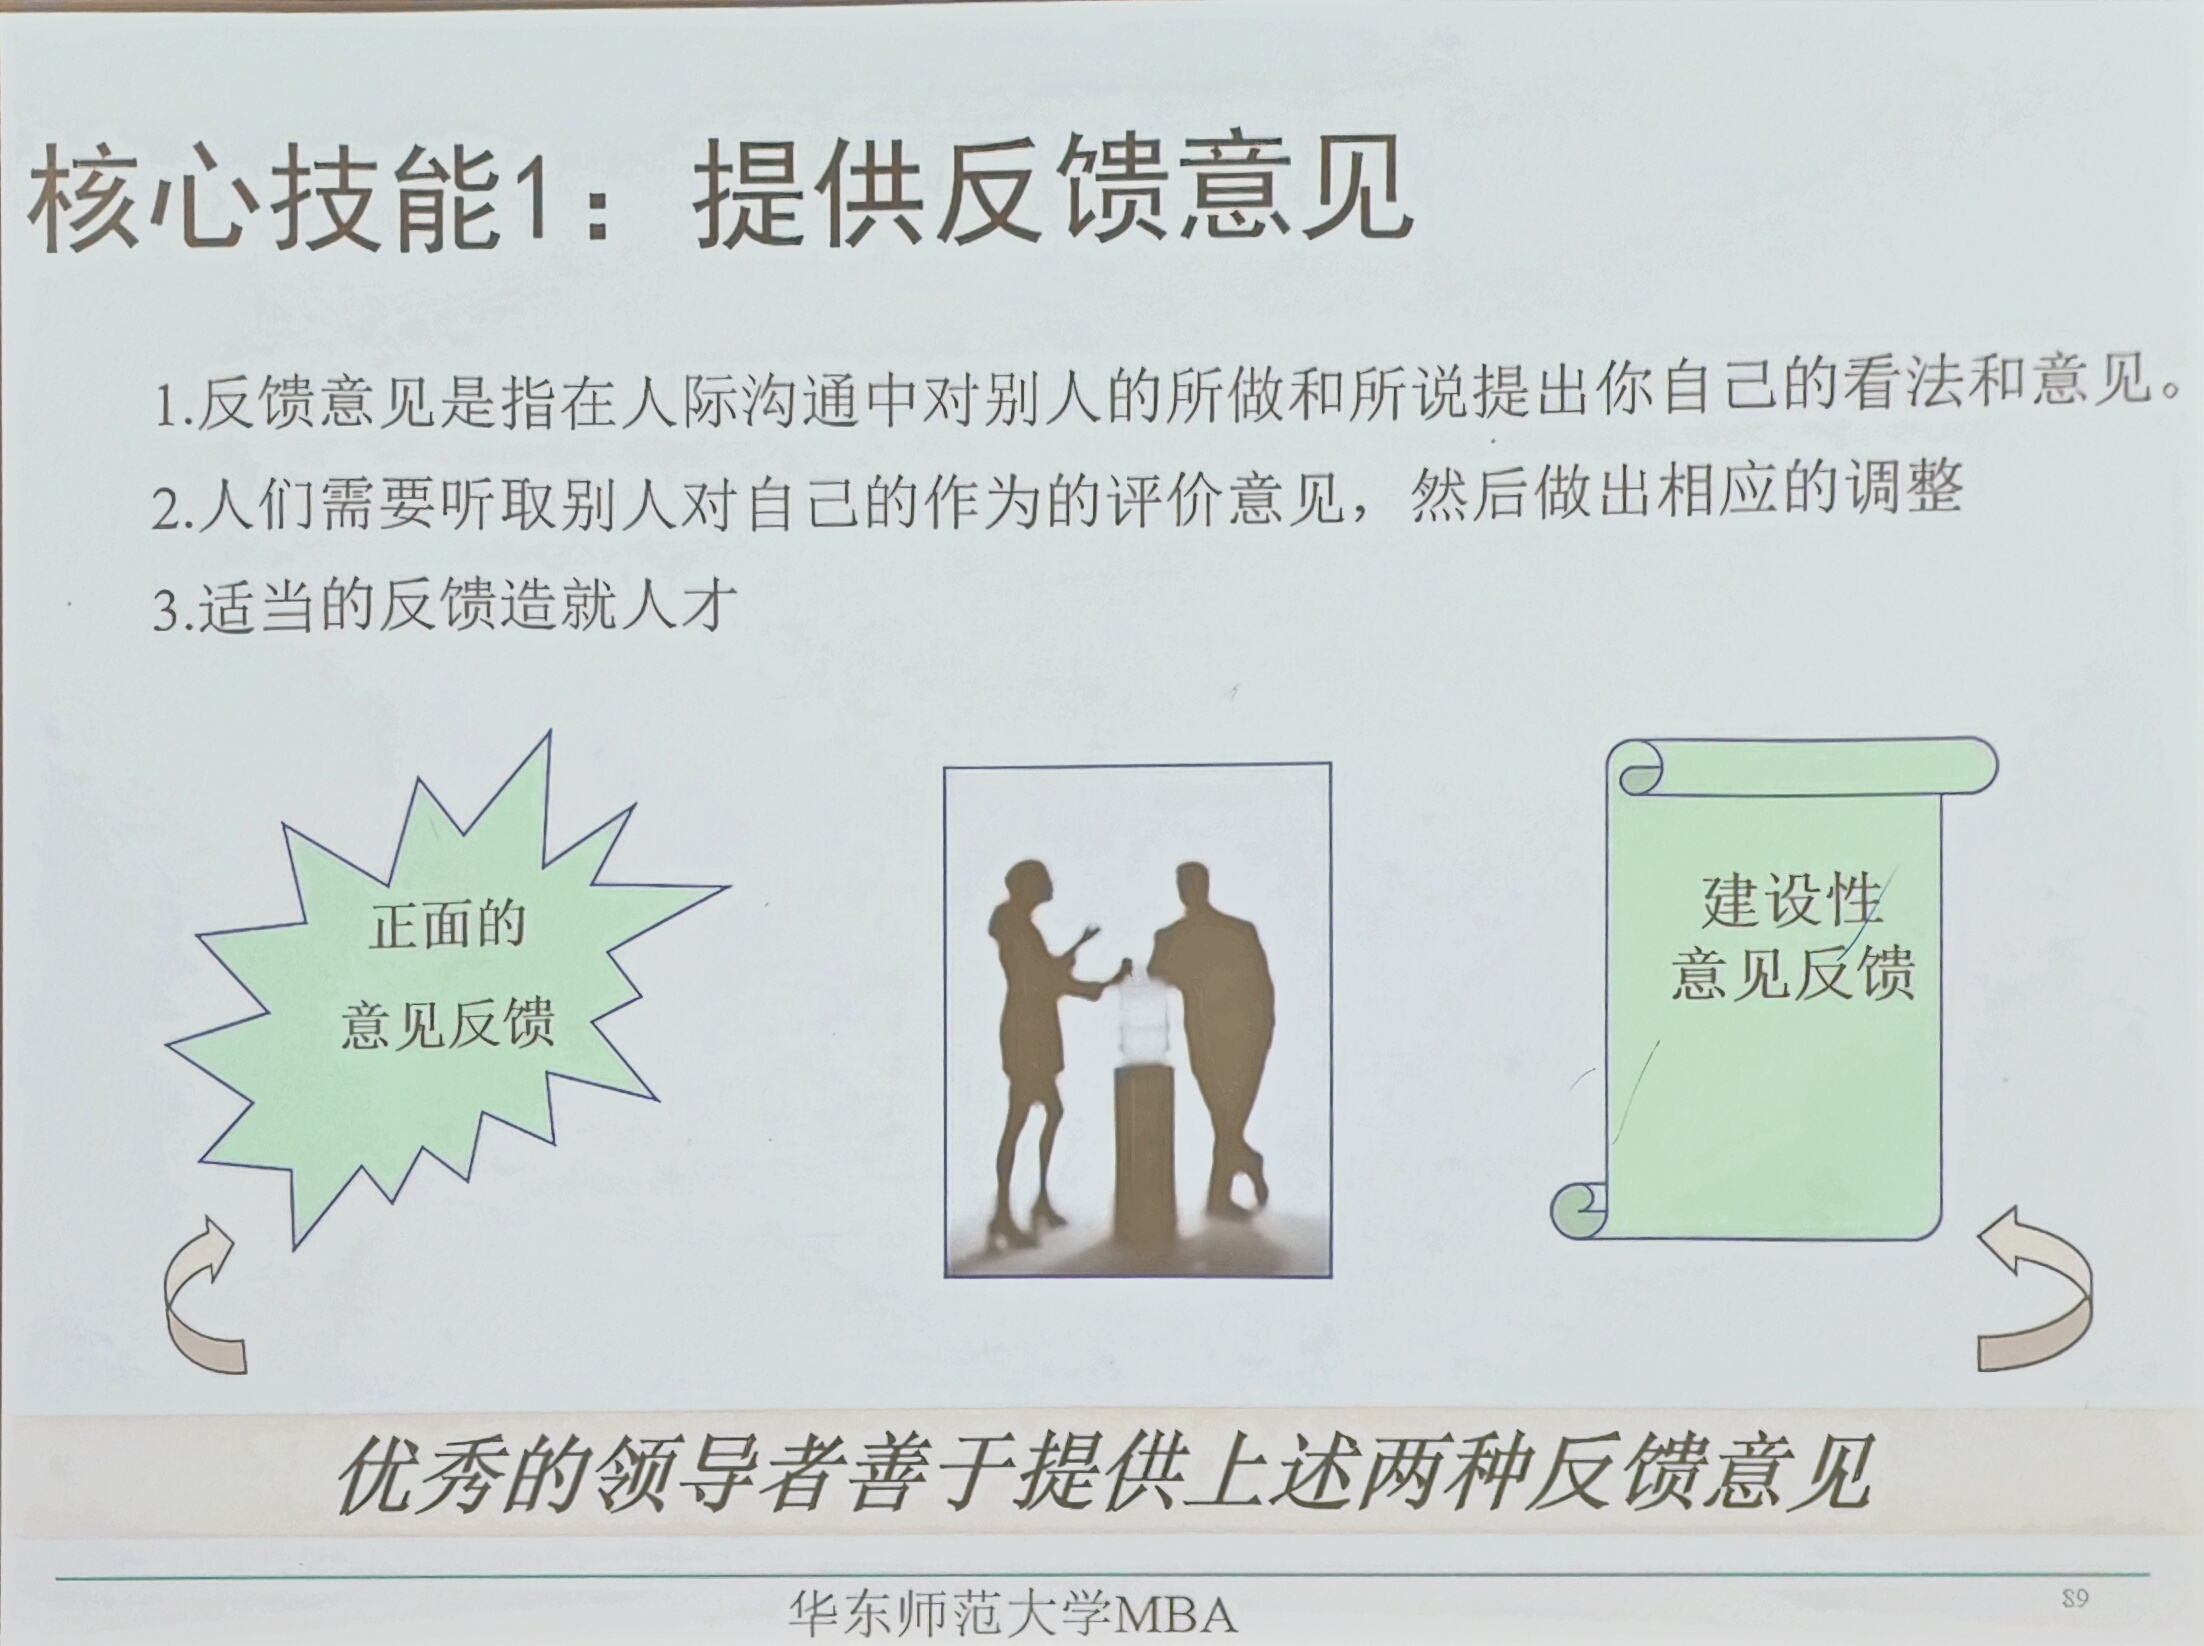 核心技能1：提供反馈意见
1.反馈意见是指在人际沟通中对别人的所做和所说提出你自己的看法和意见。
2.人们需要听取别人对自己的作为的评价意见，然后做出相应的调整
3.适当的反馈造就人才
正面的
意见反馈
建设性
意见反馈
优秀的领导者善于提供上述两种反馈意见
华东师范大学MBA
89